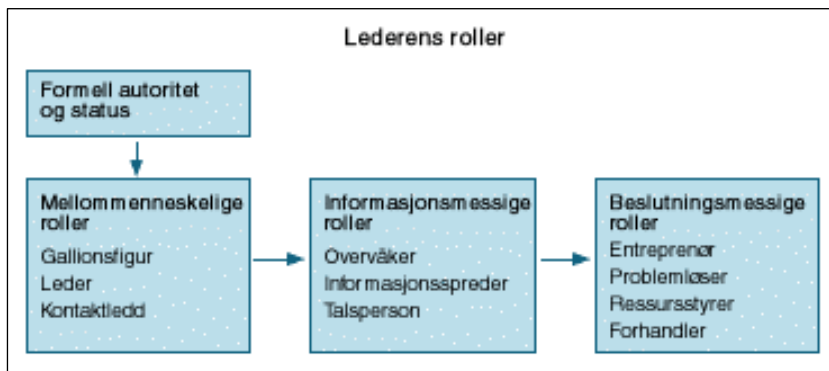 Lederens roller
Formell autoritet
og status
Mellommenneskelige
roller
Gallionsfigur
Leder
Kontaktledd
Informasjonsmessige
roller
Overvåker
Informasjonsspreder
Talsperson
Beslutningsmessige
roller
Entreprenør
Problemløser
Ressursstyrer
Forhandler